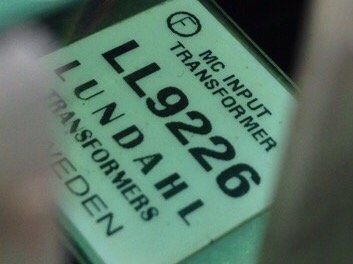 Ⓕ MC INPUT
TRANSFORMER
LL9226
LUNDAHL
TRANSFORMERS
WEDEN